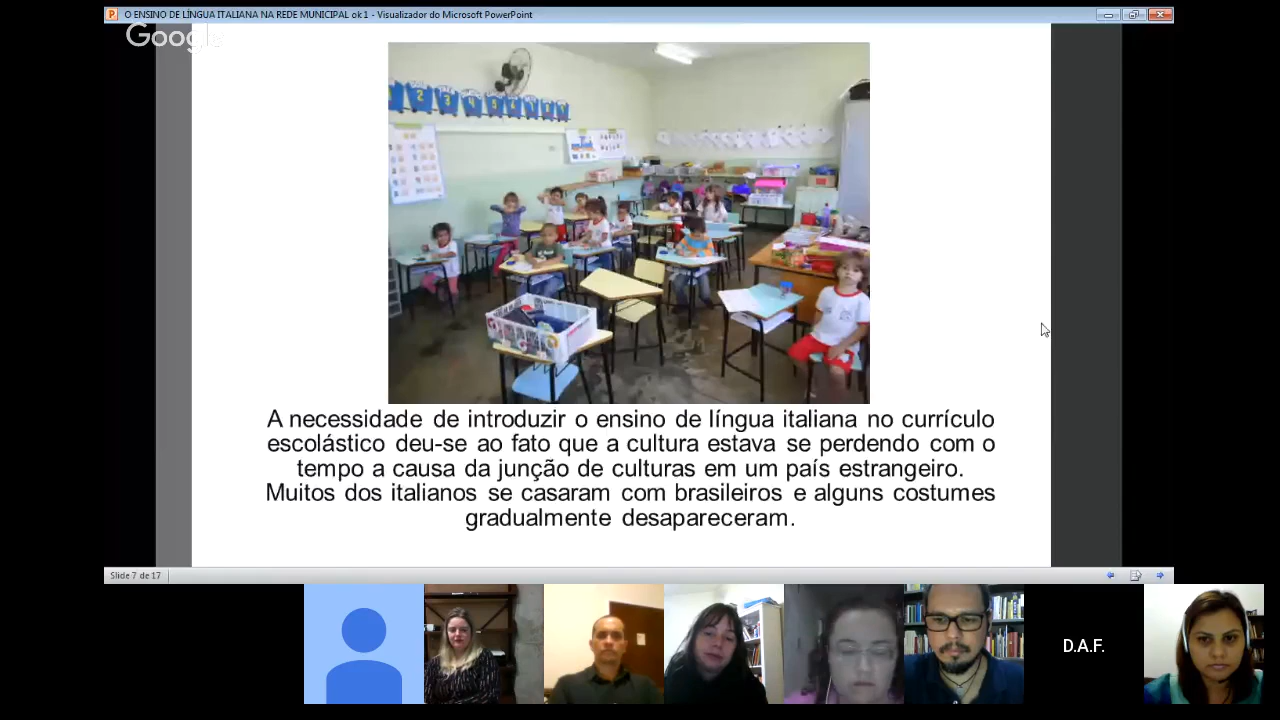 O ENSINO DE LÍNGUA ITALIANA NA REDE MUNICIPAL ok 1 - Visualizador do Microsoft PowerPoint
Google
A necessidade de introduzir o ensino de língua italiana no currículo
escolástico deu-se ao fato que a cultura estava se perdendo com o
tempo a causa da junção de culturas em um país estrangeiro.
Muitos dos italianos se casaram com brasileiros e alguns costumes
gradualmente desapareceram.
Slide 7 de 17
D.A.F.